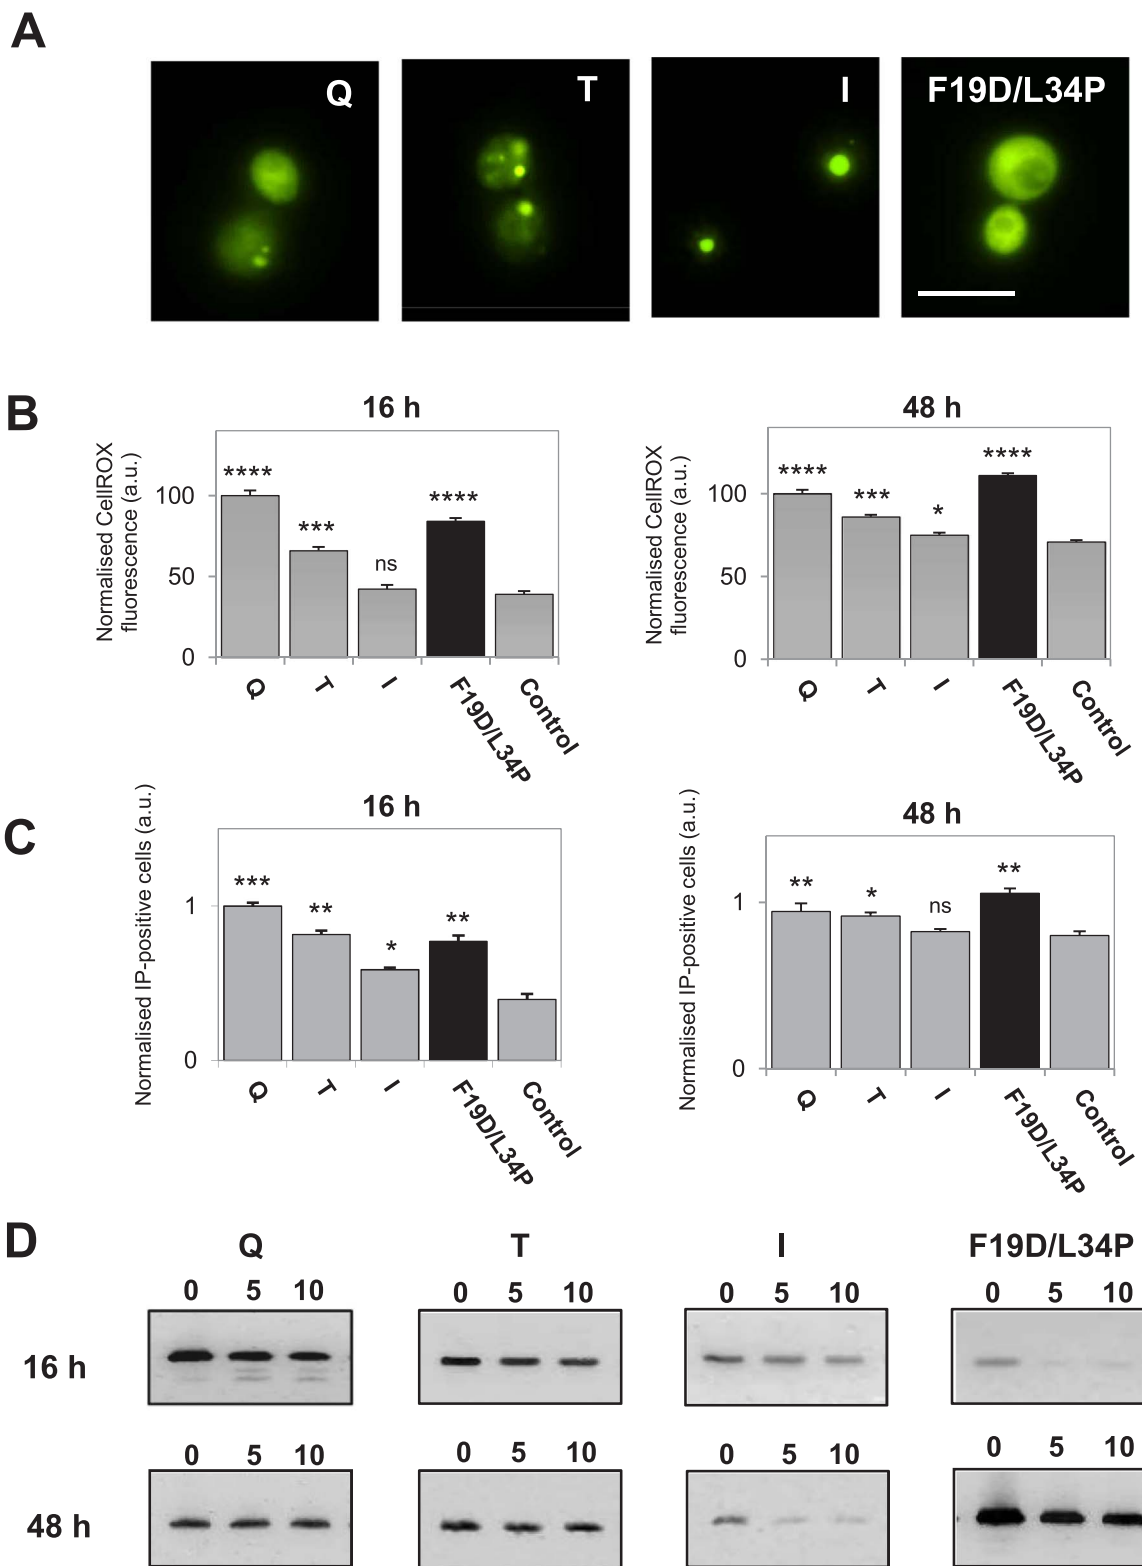 A
Q
T
I
F19D/L34P
B
16 h
Normalised CellROX
fluorescence (a.u.)
100
50
0
****
***
ns
****
Q
T
I
F19D/L34P
Control
48 h
Normalised CellROX
fluorescence (a.u.)
100
50
0
****
***
*
****
Q
T
I
F19D/L34P
Control
C
16 h
Normalised IP-positive cells (a.u.)
1
0
***
**
*
**
Q
T
I
F19D/L34P
Control
48 h
Normalised IP-positive cells (a.u.)
1
0
**
*
ns
**
Q
T
I
F19D/L34P
Control
D
Q T I F19D/L34P
0 5 10 0 5 10 0 5 10 0 5 10
16 h
0 5 10 0 5 10 0 5 10 0 5 10
48 h